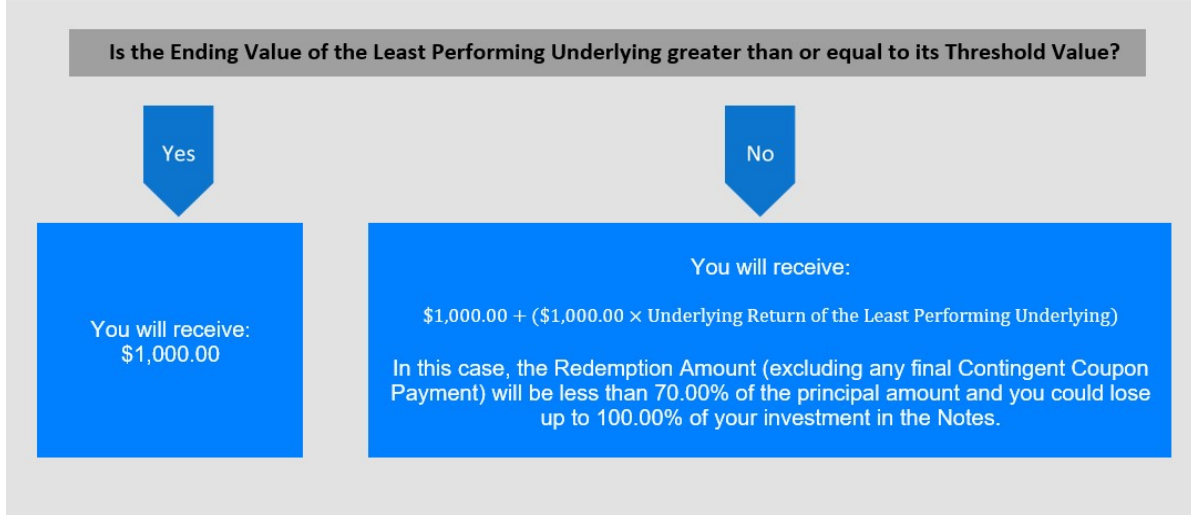 Is the Ending Value of the Least Performing Underlying greater than or equal to its Threshold Value?
Yes
No
You will receive:
$1,000.00
You will receive:
$1,000.00 + ($1,000.00 × Underlying Return of the Least Performing Underlying)
In this case, the Redemption Amount (excluding any final Contingent Coupon
Payment) will be less than 70.00% of the principal amount and you could lose
up to 100.00% of your investment in the Notes.